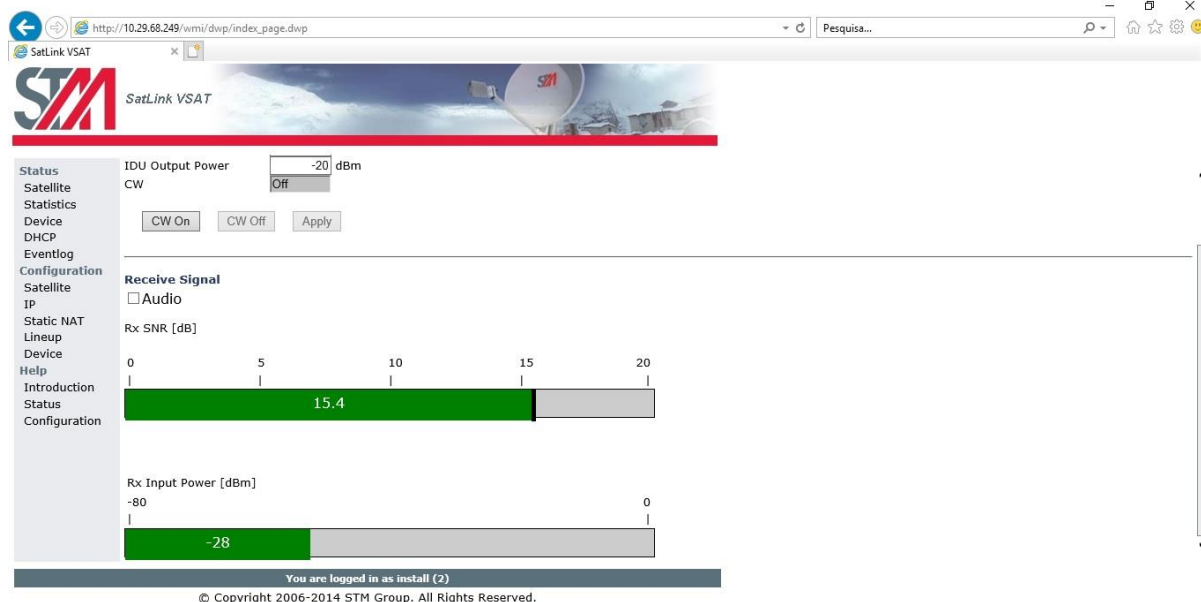 http://10.29.68.249/wmi/dwp/index_page.dwp
Pesquisa...
SatLink VSAT
STM
SatLink VSAT
STM
Status
Satellite
Statistics
Device
DHCP
Eventlog
Configuration
Satellite
IP
Static NAT
Lineup
Device
Help
Introduction
Status
Configuration
IDU Output Power -20 dBm
CW Off
CW On CW Off Apply
Receive Signal
Audio
Rx SNR [dB]
0 5 10 15 20
15.4
Rx Input Power [dBm]
-80 0
-28
You are logged in as install (2)
© Copyright 2006-2014 STM Group. All Rights Reserved.